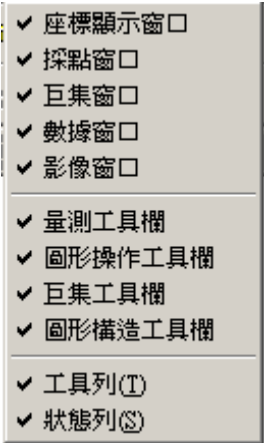 座標顯示窗口
採點窗口
巨集窗口
數據窗口
影像窗口
量測工具欄
圖形操作工具欄
巨集工具欄
圖形構造工具欄
工具列(T)
狀態列(S)